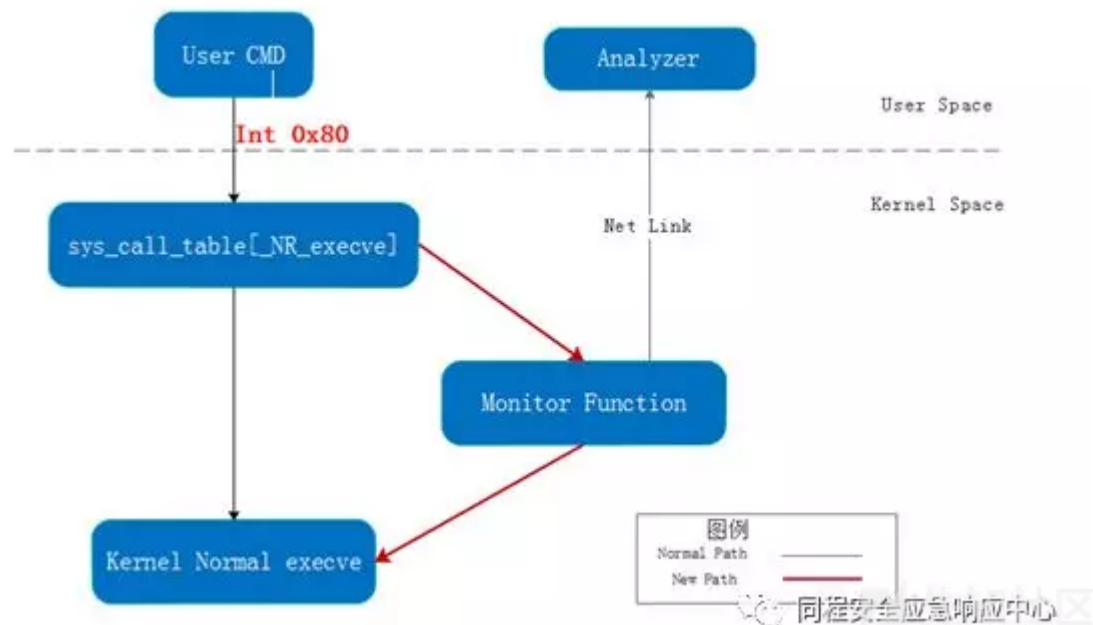 User CMD
Analyzer
User Space
Int 0x80
Kernel Space
sys_call_table[_NR_execve]
Net Link
Monitor Function
Kernel Normal execve
图例
Normal Path
New Path
同程安全应急响应中心